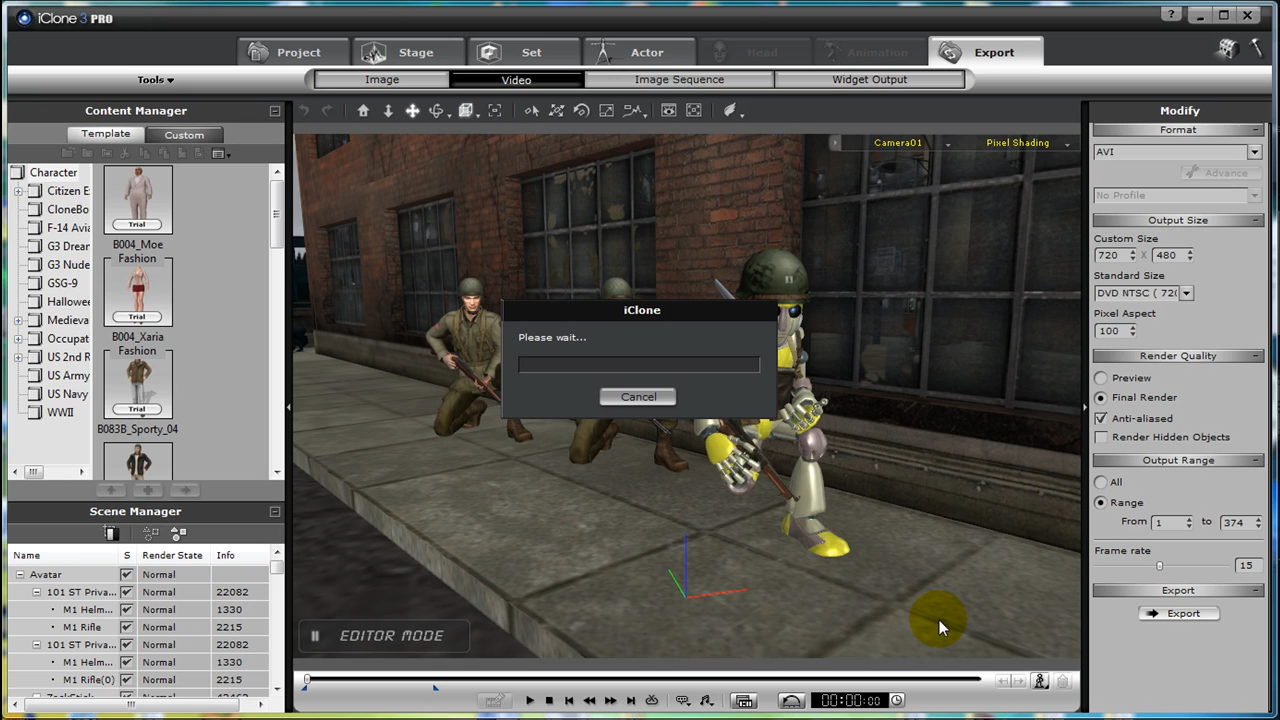 iClone 3 PRO
?
Project
Stage
Set
Actor
Head
Animation
Export
Tools
Image
Video
Image Sequence
Widget Output
Content Manager
Template
Custom
Character
Citizen E
CloneBo
F-14 Avia
G3 Drear
G3 Nude
GSG-9
Hallowe
Medieva
Occupat
US 2nd R
US Army
US Navy
WWII
Trial
B004_Moe
Fashion
Trial
B004_Xaria
Fashion
Trial
B083B_Sporty_04
Scene Manager
Name S Render State Info
Avatar Normal
101 ST Priva... Normal 22082
M1 Helm... Normal 1330
M1 Rifle Normal 2215
101 ST Priva... Normal 22082
M1 Helm... Normal 1330
M1 Rifle(0) Normal 2215
Camera01
Pixel Shading
iClone
Please wait...
Cancel
EDITOR MODE
00:00:00
Modify
Format
AVI
Advance
No Profile
Output Size
Custom Size
720 X 480
Standard Size
DVD NTSC ( 720
Pixel Aspect
100
Render Quality
Preview
Final Render
Anti-aliased
Render Hidden Objects
Output Range
All
Range
From 1 to 374
Frame rate
15
Export
Export